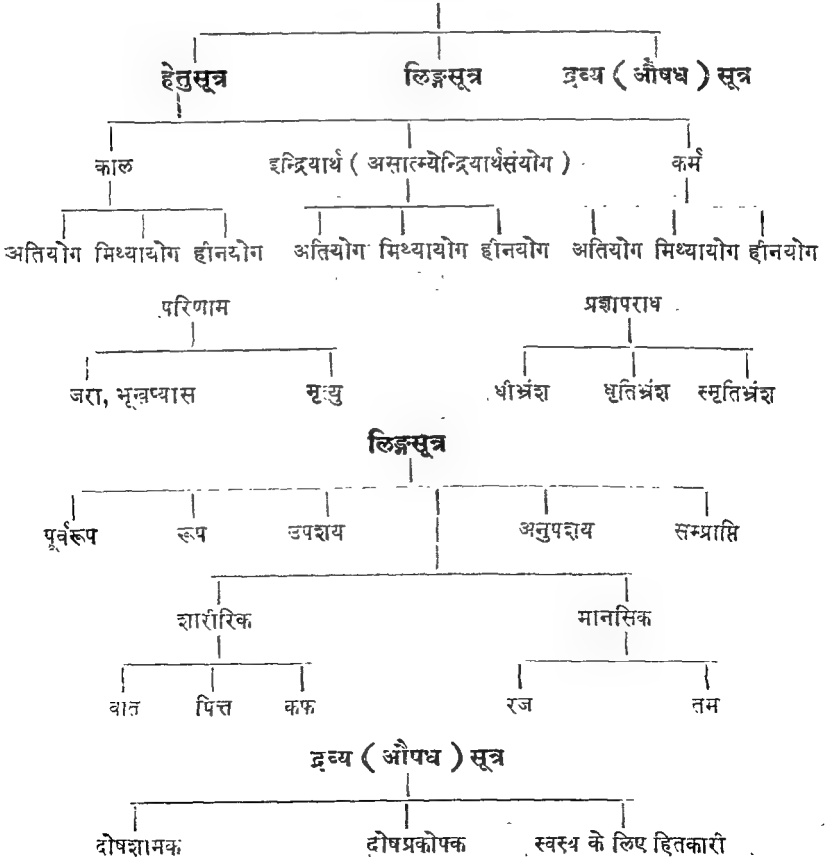 हेतुसूत्र लिङ्गसूत्र द्रव्य ( औषध ) सूत्र
काल इन्द्रियार्थ ( असात्म्येन्द्रियार्थसंयोग ) कर्म
अतियोग मिथ्यायोग हीनयोग अतियोग मिथ्यायोग हीनयोग अतियोग मिथ्यायोग हीनयोग
परिणाम प्रज्ञापराध
जरा, भूखप्यास मृत्यु धीभ्रंश धृतिभ्रंश स्मृतिभ्रंश
लिङ्गसूत्र
पूर्वरूप रूप उपशय अनुपशय सम्प्राप्ति
शारीरिक मानसिक
वात पित्त कफ रज तम
द्रव्य ( औषध ) सूत्र
दोषशामक दोषप्रकोपक स्वस्थ के लिए हितकारी